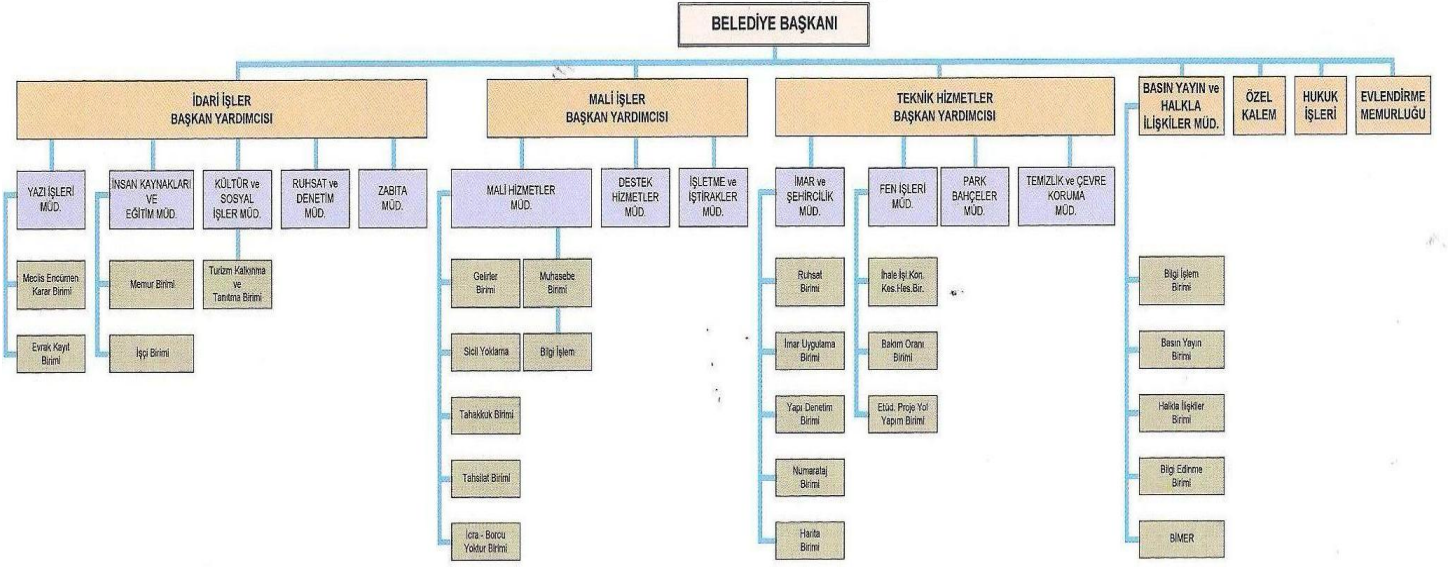 BELEDİYE BAŞKANI
İDARİ İŞLER
BAŞKAN YARDIMCISI
MALİ İŞLER
BAŞKAN YARDIMCISI
TEKNİK HİZMETLER
BAŞKAN YARDIMCISI
BASIN YAYIN ve
HALKLA
İLİŞKİLER MÜD.
ÖZEL
KALEM
HUKUK
İŞLERİ
EVLENDİRME
MEMURLUĞU
YAZI İŞLERİ
MÜD.
İNSAN KAYNAKLARI
VE
EĞİTİM MÜD.
KÜLTÜR ve
SOSYAL
İŞLER MÜD.
RUHSAT ve
DENETİM
MÜD.
ZABITA
MÜD.
MALİ HİZMETLER
MÜD.
DESTEK
HİZMETLER
MÜD.
İŞLETME ve
İŞTİRAKLER
MÜD.
İMAR ve
ŞEHİRCİLİK
MÜD.
FEN İŞLERİ
MÜD.
PARK
BAHÇELER
MÜD.
TEMİZLİK ve ÇEVRE
KORUMA
MÜD.
Meclis Encümen
Karar Birimi
Memur Birimi
Turizm Kalkınma
ve
Tanıtma Birimi
Gelirler
Birimi
Muhasebe
Birimi
Ruhsat
Birimi
İhale İşl.Kon.
Kes.Hes.Bir.
Bilgi İşlem
Birimi
Evrak Kayıt
Birimi
İşçi Birimi
Sicil Yoklama
Bilgi İşlem
İmar Uygulama
Birimi
Bakım Oranı
Birimi
Basın Yayın
Birimi
Tahakkuk Birimi
Yapı Denetim
Birimi
Etüd. Proje Yol
Yapım Birimi
Halkla İlişkiler
Birimi
Tahsilat Birimi
Numarataj
Birimi
Bilgi Edinme
Birimi
İcra - Borcu
Yoktur Birimi
Harita
Birimi
BİMER